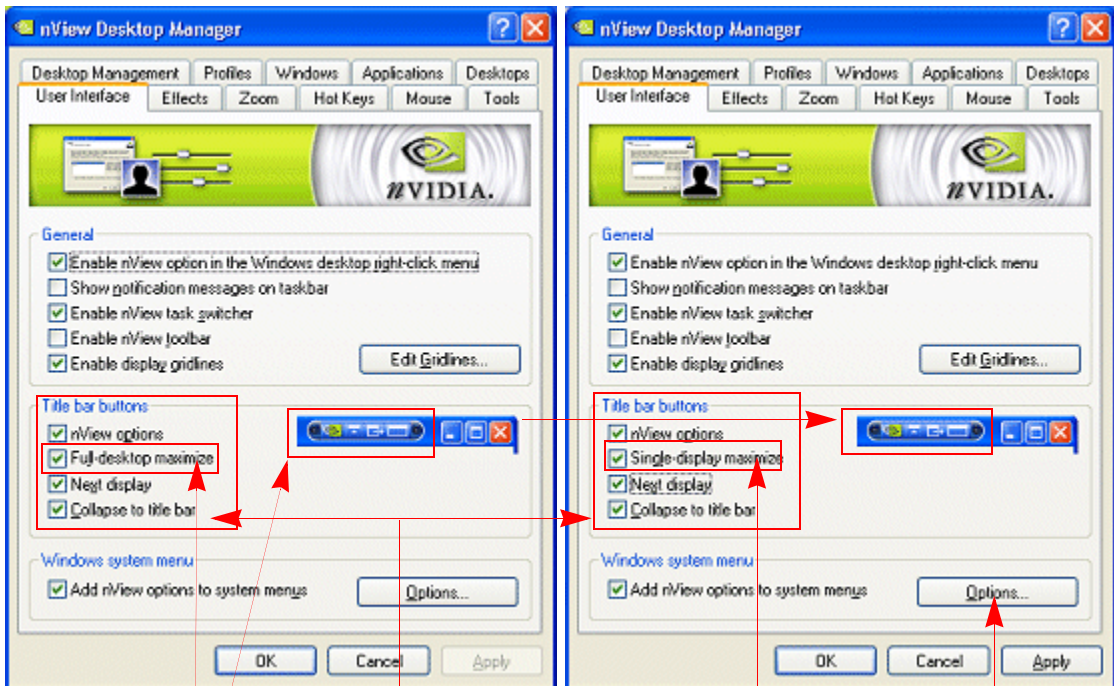 nView Desktop Manager
Desktop Management Profiles Windows Applications Desktops
User Interface Effects Zoom Hot Keys Mouse Tools
nVIDIA.
General
Enable nView option in the Windows desktop right-click menu
Show notification messages on taskbar
Enable nView task switcher
Enable nView toolbar
Enable display gridlines
Edit Gridlines...
Title bar buttons
nView options
Full-desktop maximize
Next display
Collapse to title bar
Windows system menu
Add nView options to system menus
Options...
OK Cancel Apply
nView Desktop Manager
Desktop Management Profiles Windows Applications Desktops
User Interface Effects Zoom Hot Keys Mouse Tools
nVIDIA.
General
Enable nView option in the Windows desktop right-click menu
Show notification messages on taskbar
Enable nView task switcher
Enable nView toolbar
Enable display gridlines
Edit Gridlines...
Title bar buttons
nView options
Single-display maximize
Next display
Collapse to title bar
Windows system menu
Add nView options to system menus
Options...
OK Cancel Apply